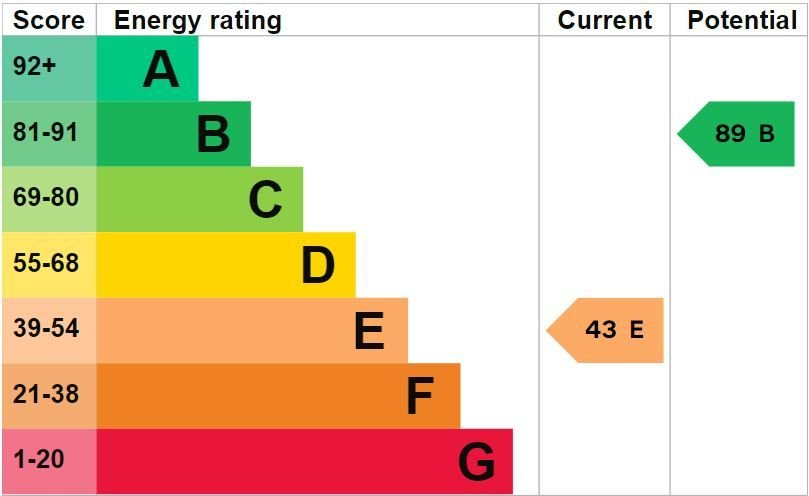 Score Energy rating Current Potential
92+ A
81-91 B 89 B
69-80 C
55-68 D
39-54 E 43 E
21-38 F
1-20 G